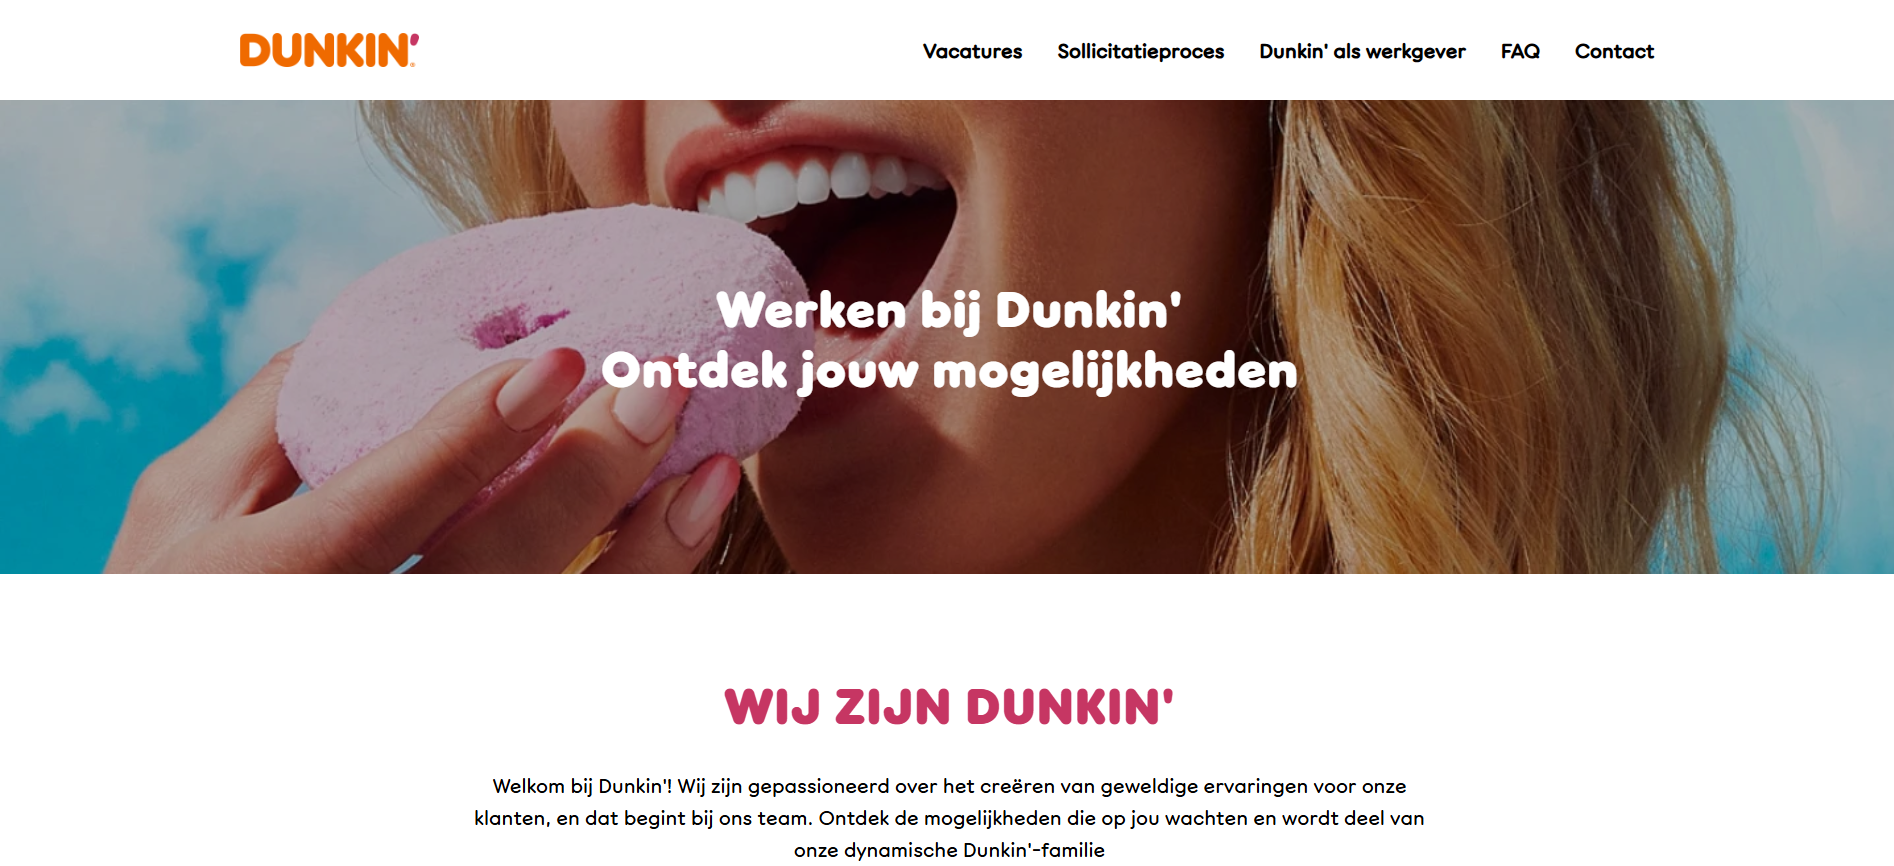 DUNKIN'
Vacatures
Sollicitatieproces
Dunkin' als werkgever
FAQ
Contact
Werken bij Dunkin'
Ontdek jouw mogelijkheden
WIJ ZIJN DUNKIN'
Welkom bij Dunkin'! Wij zijn gepassioneerd over het creëren van geweldige ervaringen voor onze
klanten, en dat begint bij ons team. Ontdek de mogelijkheden die op jou wachten en wordt deel van
onze dynamische Dunkin'-familie